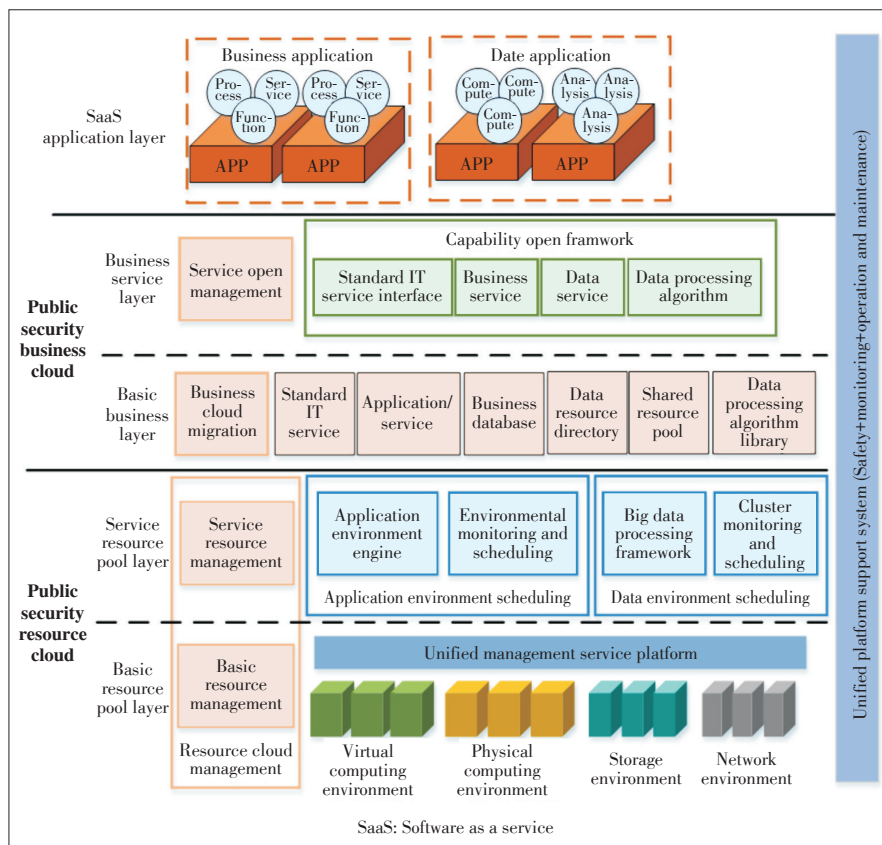 Business application
Date application
Pro-
cess
Ser-
vice
Pro-
cess
Ser-
vice
Func-
tion
Func-
tion
Com-
pute
Com-
pute
Ana-
lysis
Ana-
lysis
Com-
pute
Ana-
lysis
APP
APP
APP
APP
SaaS
application layer
Capability open framwork
Business
service
layer
Service open
management
Standard IT
service interface
Business
service
Data
service
Data processing
algorithm
Public
security
business
cloud
Basic
business
layer
Business
cloud
migration
Standard
IT
service
Application/
service
Business
database
Data
resource
directory
Shared
resource
pool
Data
processing
algorithm
library
Service
resource
pool layer
Service resource
management
Application
environment
engine
Environmental
monitoring and
scheduling
Big data
processing
framework
Cluster
monitoring
and
scheduling
Application environment scheduling
Data environment scheduling
Public
security
resource
cloud
Basic
resource
pool layer
Basic
resource
management
Resource cloud
management
Unified management service platform
Virtual
computing
environment
Physical
computing
environment
Storage
environment
Network
environment
Unified platform support system (Safety+monitoring+operation and maintenance)
SaaS: Software as a service